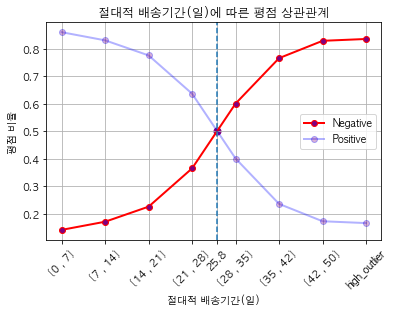 절대적 배송기간(일)에 따른 평점 상관관계
평점 비율
0.8
0.7
0.6
0.5
0.4
0.3
0.2
Negative
Positive
(0 , 7)
(7 , 14)
(14 , 21)
(21 , 28)
25.8
(28 , 35)
(35 , 42)
(42 , 50)
hgh_outlier
절대적 배송기간(일)